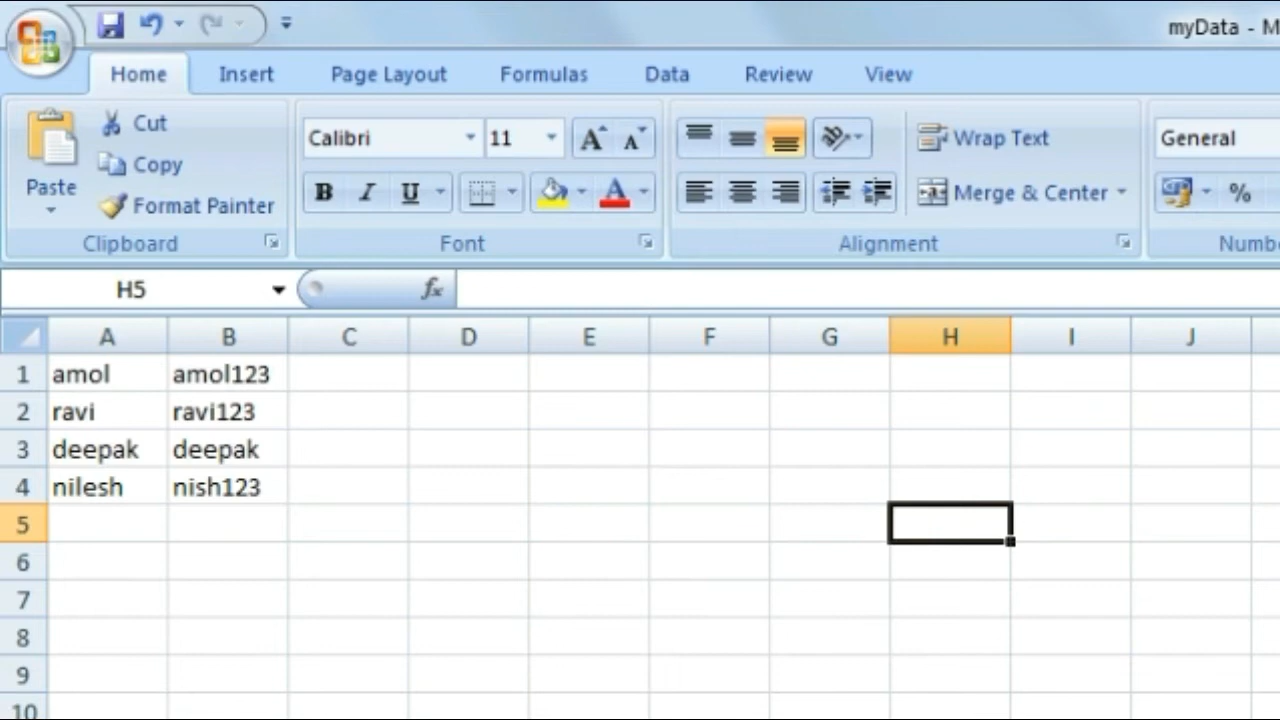 myData - M
Home Insert Page Layout Formulas Data Review View
Cut
Copy
Format Painter
Paste
Clipboard
Calibri 11
A A
B I U A
Font
Wrap Text
Merge & Center
Alignment
General
%
Numb
H5 fx
A B C D E F G H I J
1 amol amol123
2 ravi ravi123
3 deepak deepak
4 nilesh nish123
5
6
7
8
9
10